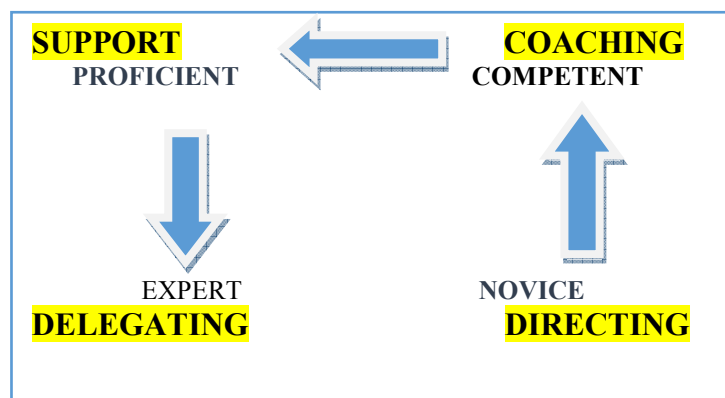 SUPPORT COACHING
PROFICIENT COMPETENT
EXPERT NOVICE
DELEGATING DIRECTING